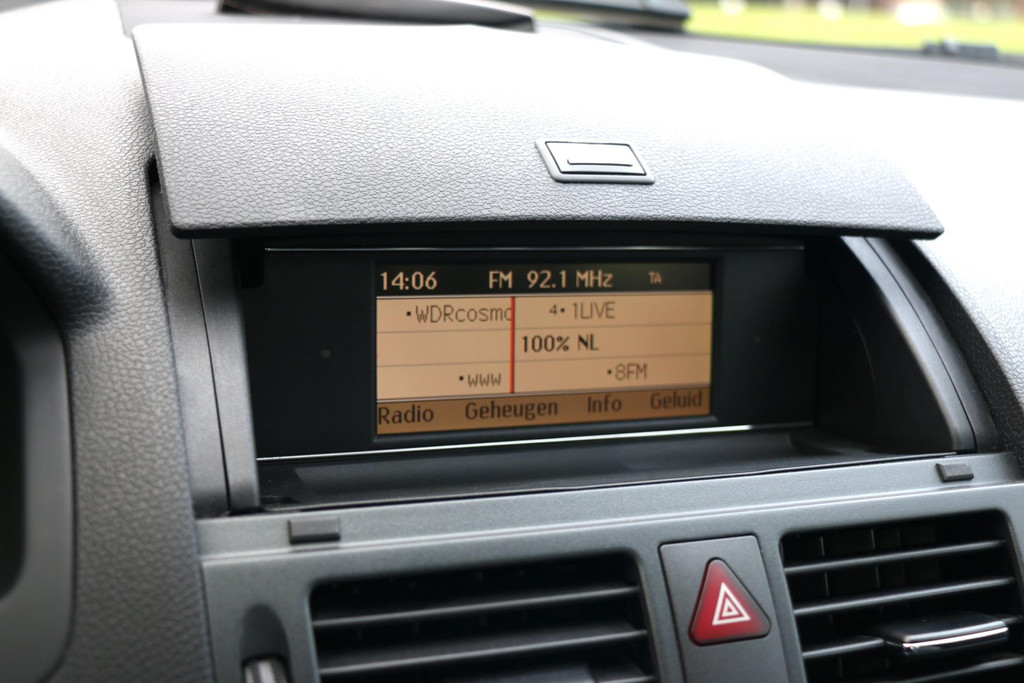 14:06 FM 92.1 MHz TA
•WDRcosmo 4•1LIVE
100% NL
•WWW •8FM
Radio Geheugen Info Geluid